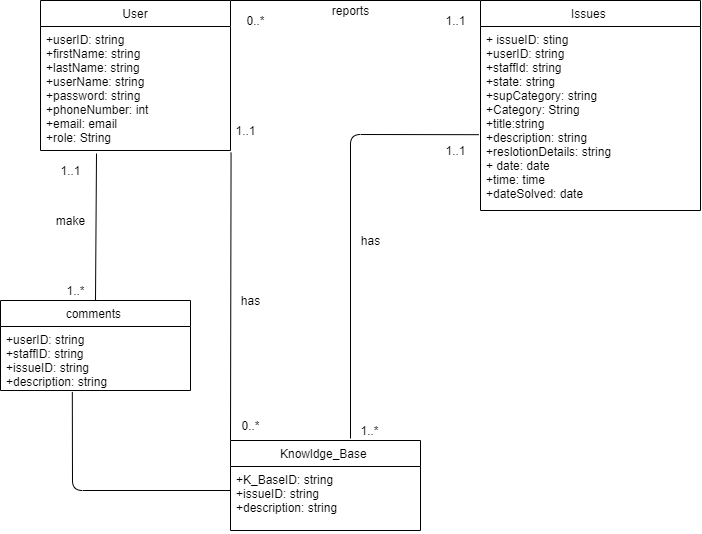 User
+userID: string
+firstName: string
+lastName: string
+userName: string
+password: string
+phoneNumber: int
+email: email
+role: String
0..*
reports
1..1
Issues
+ issueID: sting
+userID: string
+staffId: string
+state: string
+supCategory: string
+Category: String
+title:string
+description: string
+reslotionDetails: string
+ date: date
+time: time
+dateSolved: date
1..1
1..1
1..1
make
has
1..*
has
comments
+userID: string
+staffID: string
+issueID: string
+description: string
0..*
1..*
Knowldge_Base
+K_BaseID: string
+issueID: string
+description: string